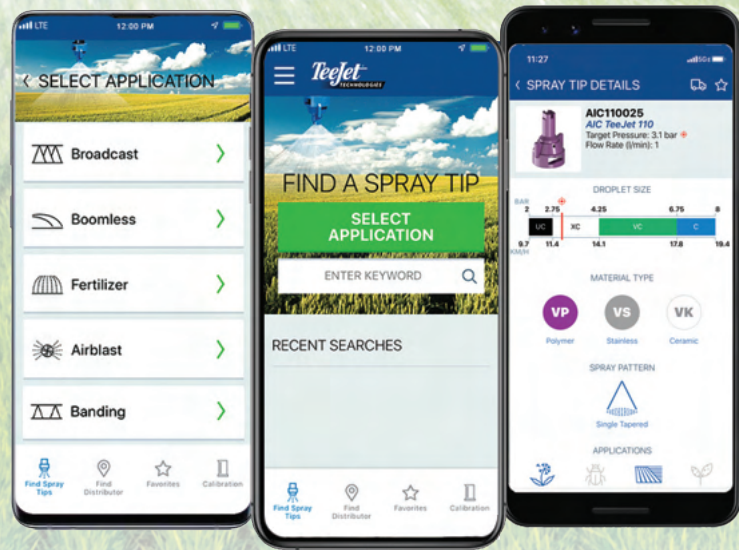 LTE
12:00 PM
SELECT APPLICATION
Broadcast
Boomless
Fertilizer
Airblast
Banding
Find Spray
Tips
Find
Distributor
Favorites
Calibration
LTE
12:00 PM
TeeJet
TECHNOLOGIES
FIND A SPRAY TIP
SELECT
APPLICATION
ENTER KEYWORD
RECENT SEARCHES
Find Spray
Tips
Find
Distributor
Favorites
Calibration
11:27
SPRAY TIP DETAILS
AIC110025
AIC TeeJet 110
Target Pressure: 3.1 bar
Flow Rate (l/min): 1
DROPLET SIZE
BAR
2 2.75 4.25 6.75 8
UC XC VC C
9.7 11.4 14.1 17.8 19.4
KM/H
MATERIAL TYPE
VP VS VK
Polymer Stainless Ceramic
SPRAY PATTERN
Single Tapered
APPLICATIONS